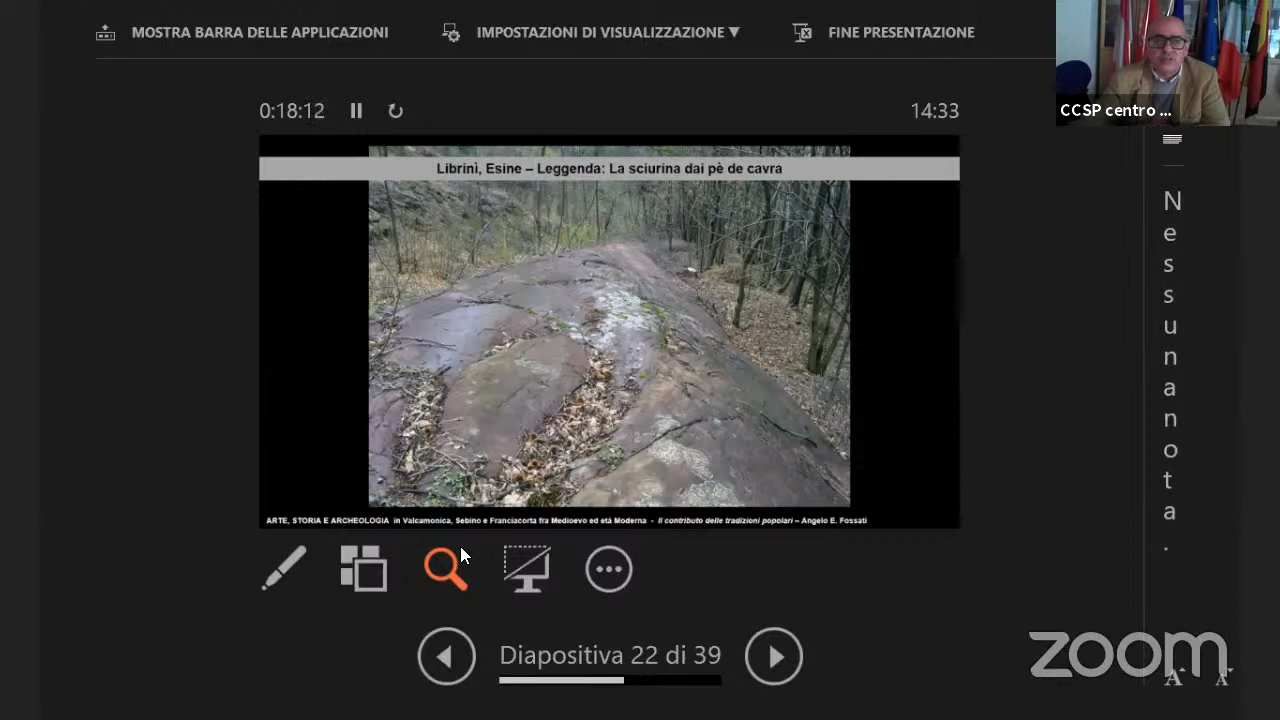 MOSTRA BARRA DELLE APPLICAZIONI
IMPOSTAZIONI DI VISUALIZZAZIONE ▼
FINE PRESENTAZIONE
CCSP centro ...
0:18:12
14:33
Librinì, Esine – Leggenda: La sciurina dai pè de cavra
ARTE, STORIA E ARCHEOLOGIA in Valcamonica, Sebino e Franciacorta fra Medioevo ed età Moderna - Il contributo delle tradizioni popolari – Angelo E. Fossati
Nessuna nota.
Diapositiva 22 di 39
zoom
A A